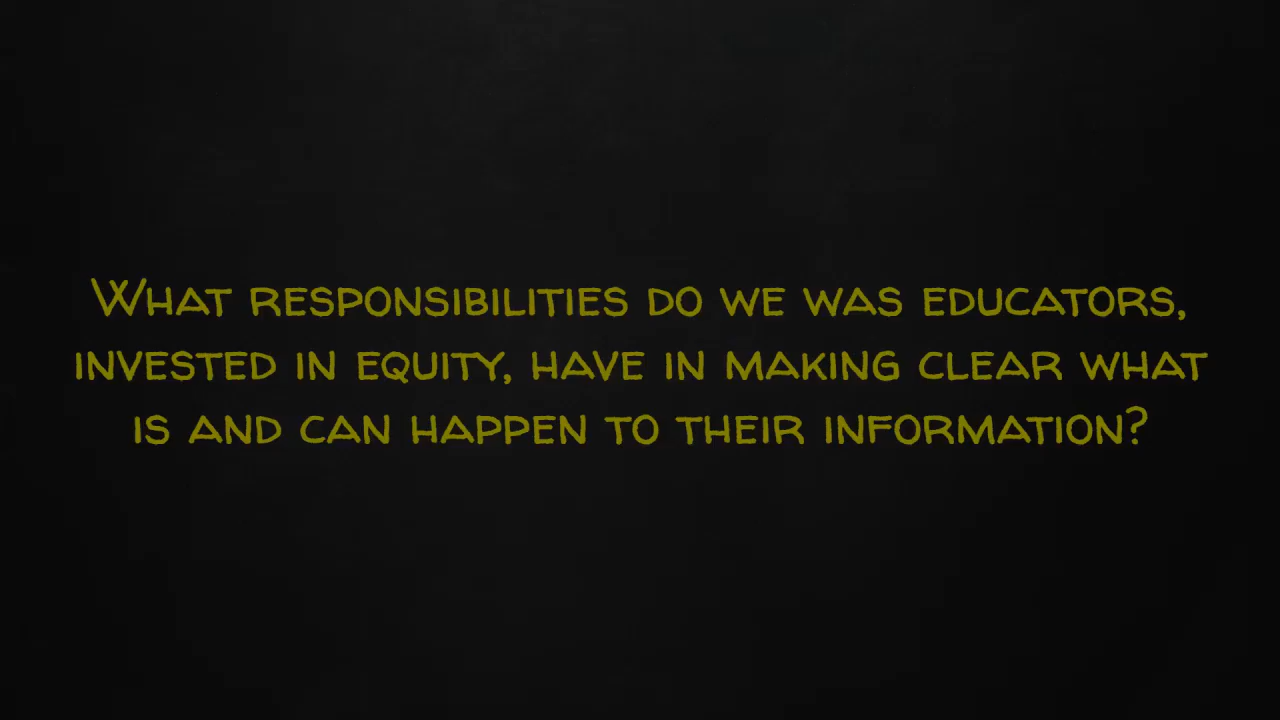 What responsibilities do we was educators,
invested in equity, have in making clear what
is and can happen to their information?